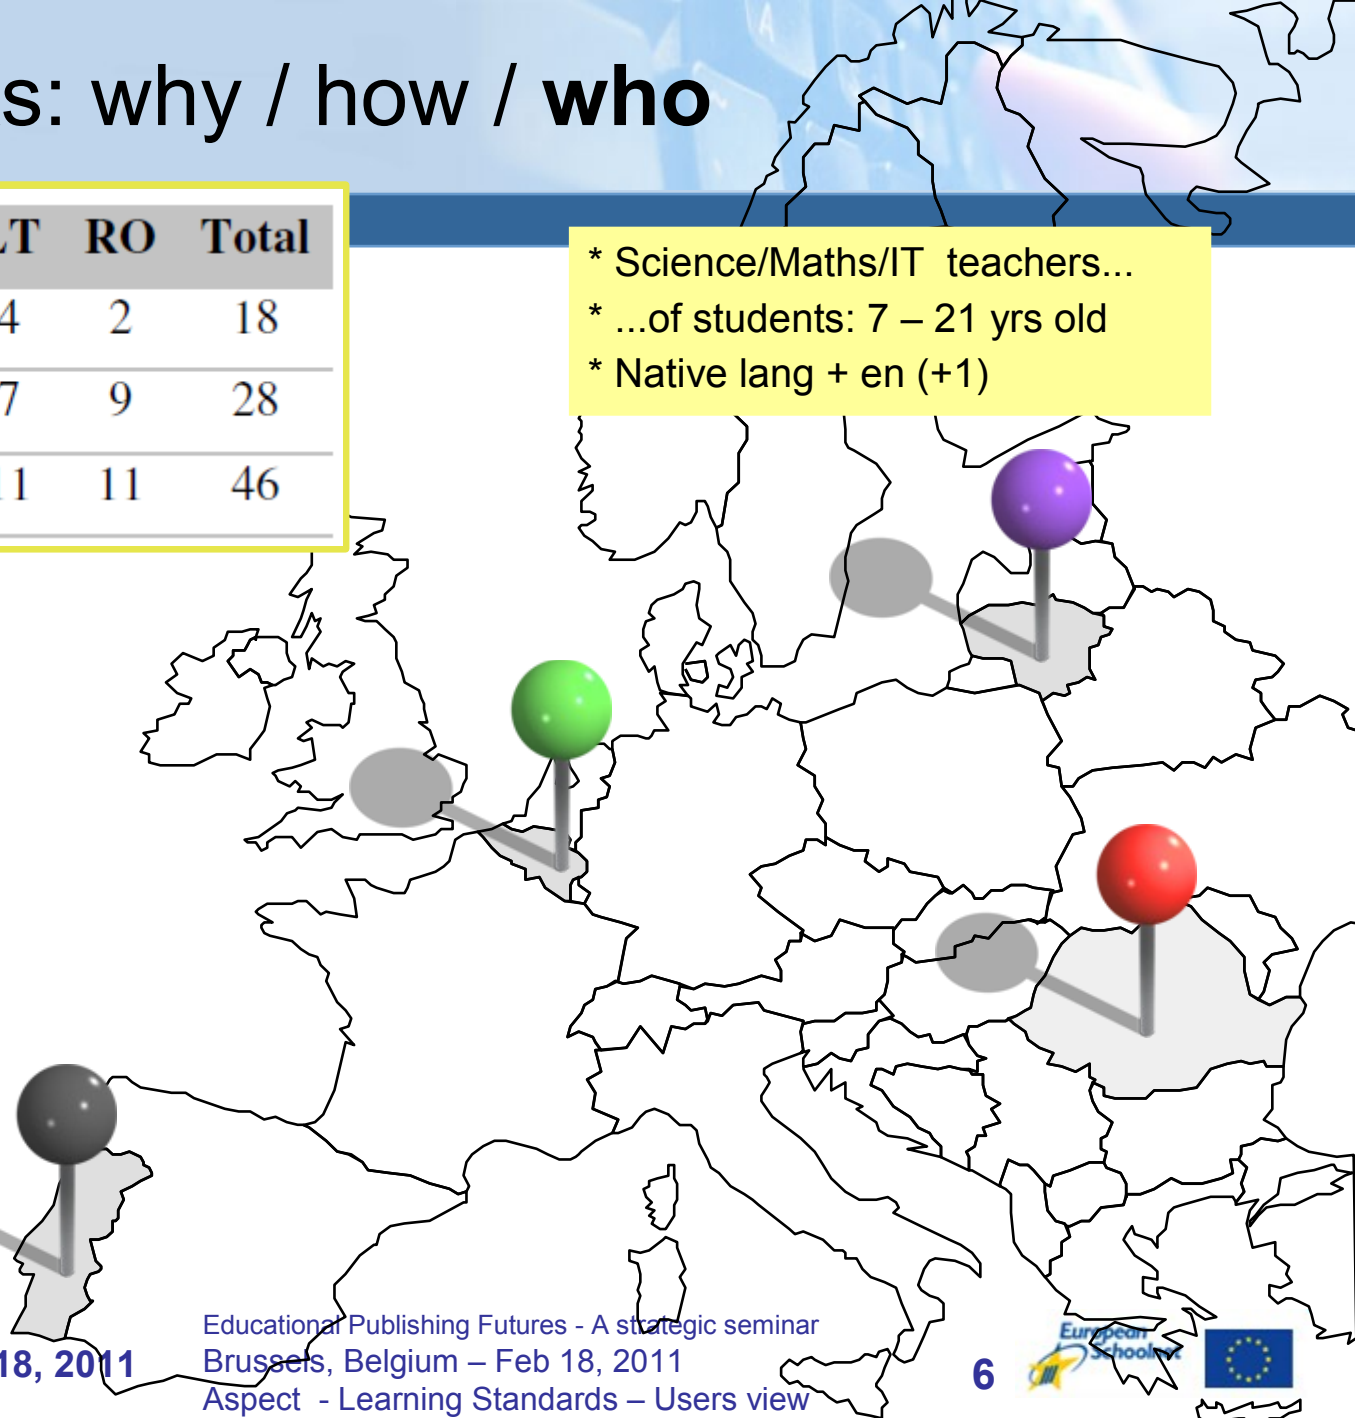 s: why / how / who
LT RO Total
4 2 18
7 9 28
11 11 46
* Science/Maths/IT teachers...
* ...of students: 7 – 21 yrs old
* Native lang + en (+1)
18, 2011
Educational Publishing Futures - A strategic seminar
Brussels, Belgium – Feb 18, 2011
Aspect - Learning Standards – Users view
6
European
Schoolnet